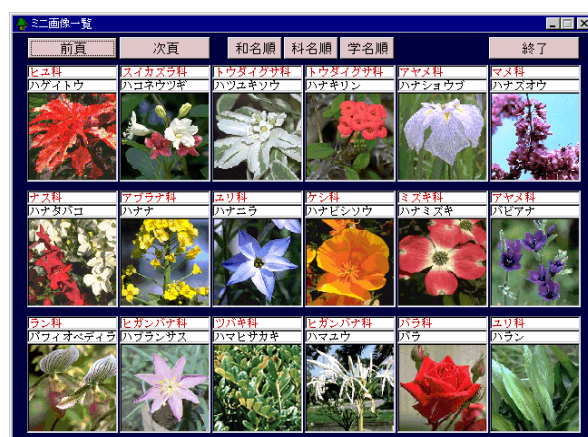 ミニ画像一覧
前頁 次頁 和名順 科名順 学名順 終了
ヒユ科 スイカズラ科 トウダイグサ科 トウダイグサ科 アヤメ科 マメ科
ハゲイトウ ハコネウツギ ハツユキソウ ハナキリン ハナショウブ ハナズオウ
ナス科 アブラナ科 ユリ科 ケシ科 ミズキ科 アヤメ科
ハナタバコ ハナナ ハナニラ ハナビシソウ ハナミズキ バビアナ
ラン科 ヒガンバナ科 ツバキ科 ヒガンバナ科 バラ科 ユリ科
パフィオペディラ ハブランサス ハマヒサカキ ハマユウ バラ ハラン